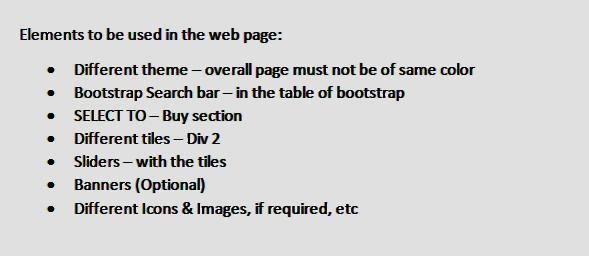 Elements to be used in the web page:
• Different theme – overall page must not be of same color
• Bootstrap Search bar – in the table of bootstrap
• SELECT TO – Buy section
• Different tiles – Div 2
• Sliders – with the tiles
• Banners (Optional)
• Different Icons & Images, if required, etc